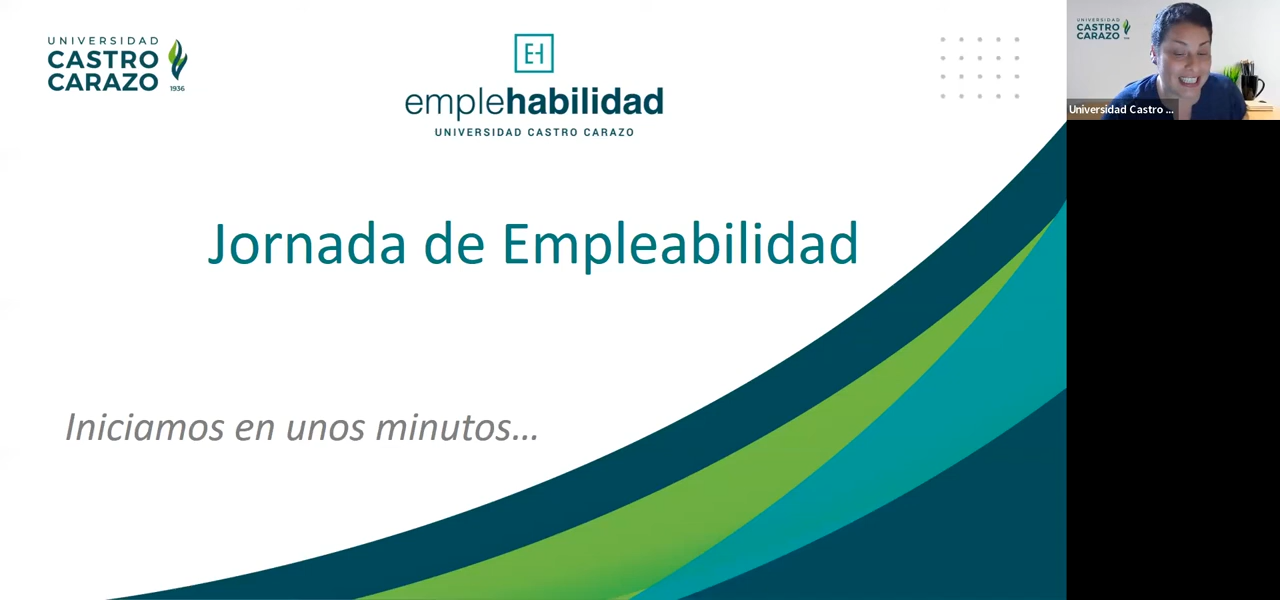 UNIVERSIDAD
CASTRO
CARAZO
1936
EH
emplehabilidad
UNIVERSIDAD CASTRO CARAZO
Jornada de Empleabilidad
Iniciamos en unos minutos...
UNIVERSIDAD
CASTRO
CARAZO
Universidad Castro ...